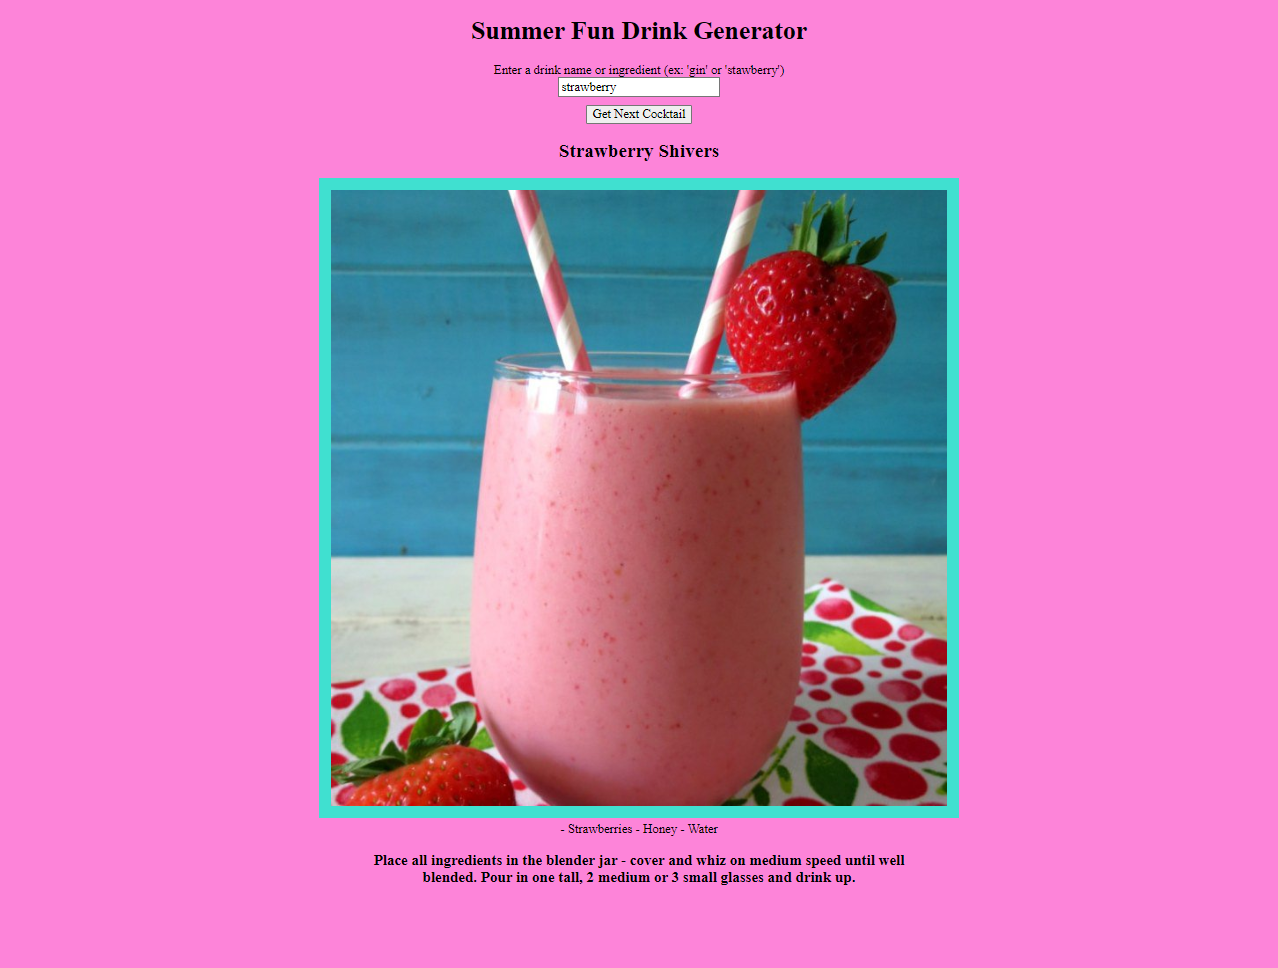 Summer Fun Drink Generator
Enter a drink name or ingredient (ex: 'gin' or 'stawberry')
strawberry
Get Next Cocktail
Strawberry Shivers
- Strawberries - Honey - Water
Place all ingredients in the blender jar - cover and whiz on medium speed until well
blended. Pour in one tall, 2 medium or 3 small glasses and drink up.